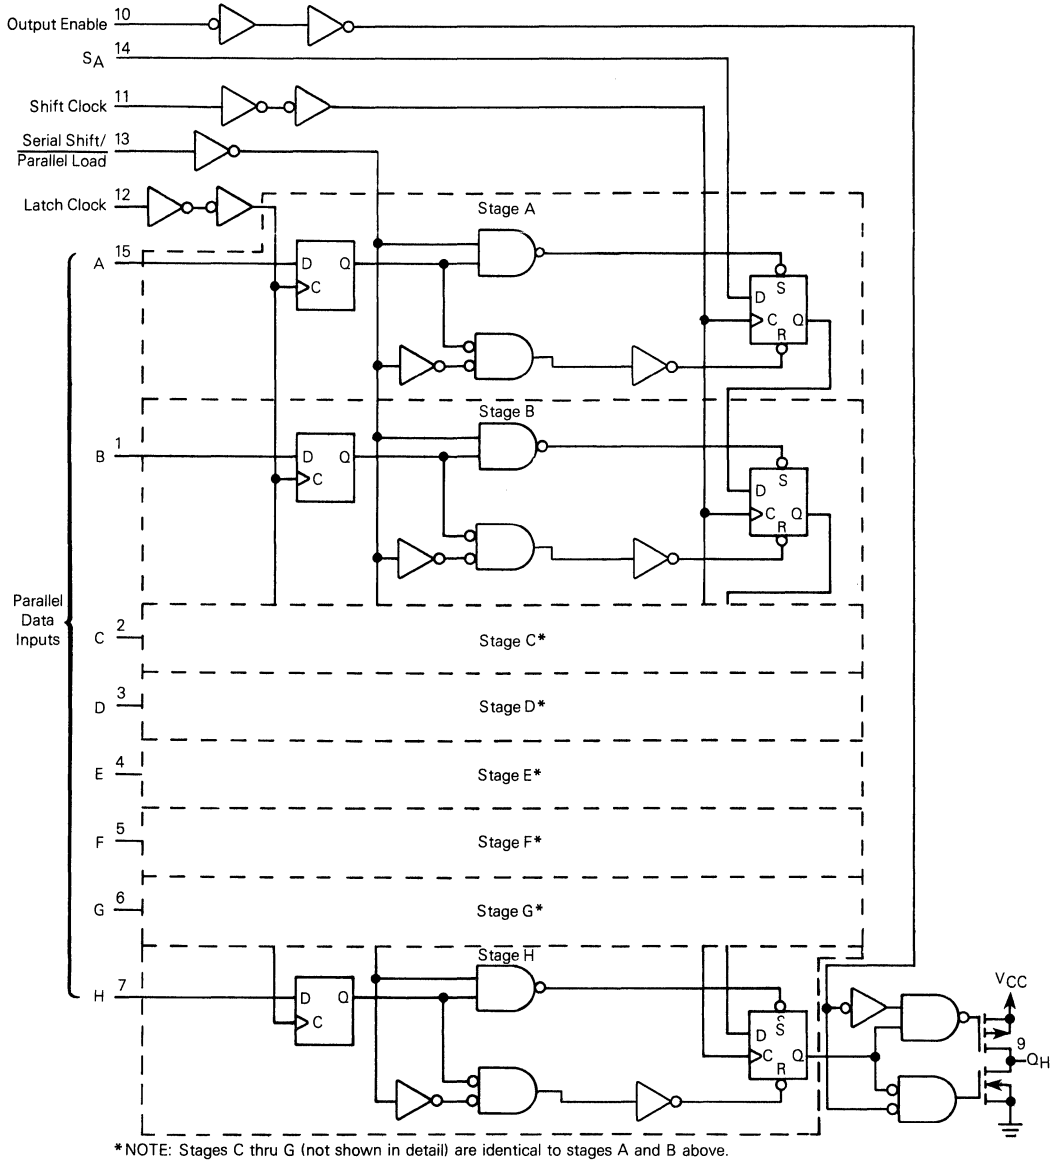 Output Enable 10
SA 14
Shift Clock 11
Serial Shift/ 13
Parallel Load
Latch Clock 12
Stage A
A 15
D Q
C
S
D
C Q
R
Stage B
B 1
D Q
C
S
D
C Q
R
Parallel
Data
Inputs
C 2
Stage C*
D 3
Stage D*
E 4
Stage E*
F 5
Stage F*
G 6
Stage G*
Stage H
H 7
D Q
C
S
D
C Q
R
VCC
9
QH
*NOTE: Stages C thru G (not shown in detail) are identical to stages A and B above.